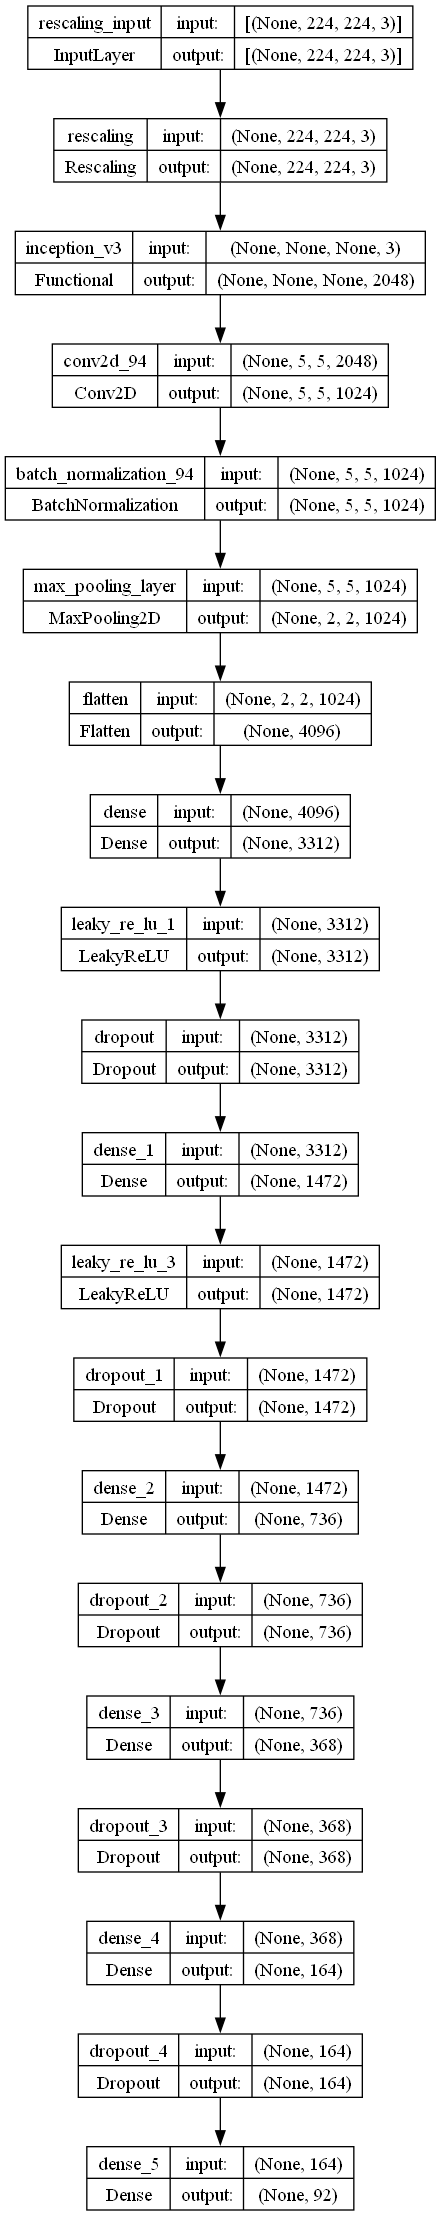 rescaling_input input: [(None, 224, 224, 3)]
InputLayer output: [(None, 224, 224, 3)]
rescaling input: (None, 224, 224, 3)
Rescaling output: (None, 224, 224, 3)
inception_v3 input: (None, None, None, 3)
Functional output: (None, None, None, 2048)
conv2d_94 input: (None, 5, 5, 2048)
Conv2D output: (None, 5, 5, 1024)
batch_normalization_94 input: (None, 5, 5, 1024)
BatchNormalization output: (None, 5, 5, 1024)
max_pooling_layer input: (None, 5, 5, 1024)
MaxPooling2D output: (None, 2, 2, 1024)
flatten input: (None, 2, 2, 1024)
Flatten output: (None, 4096)
dense input: (None, 4096)
Dense output: (None, 3312)
leaky_re_lu_1 input: (None, 3312)
LeakyReLU output: (None, 3312)
dropout input: (None, 3312)
Dropout output: (None, 3312)
dense_1 input: (None, 3312)
Dense output: (None, 1472)
leaky_re_lu_3 input: (None, 1472)
LeakyReLU output: (None, 1472)
dropout_1 input: (None, 1472)
Dropout output: (None, 1472)
dense_2 input: (None, 1472)
Dense output: (None, 736)
dropout_2 input: (None, 736)
Dropout output: (None, 736)
dense_3 input: (None, 736)
Dense output: (None, 368)
dropout_3 input: (None, 368)
Dropout output: (None, 368)
dense_4 input: (None, 368)
Dense output: (None, 164)
dropout_4 input: (None, 164)
Dropout output: (None, 164)
dense_5 input: (None, 164)
Dense output: (None, 92)